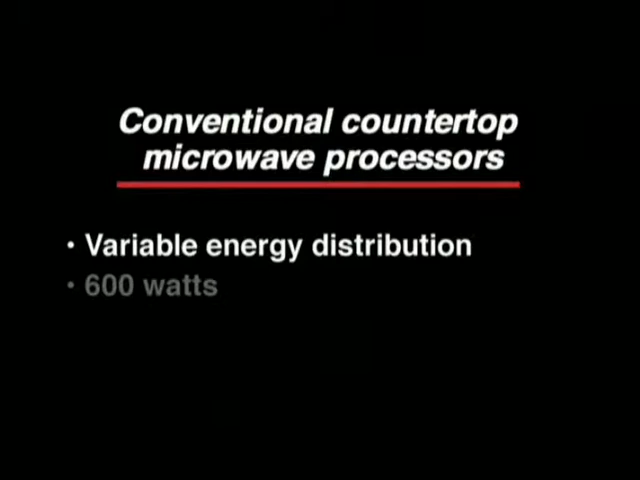 Conventional countertop
microwave processors
• Variable energy distribution
• 600 watts